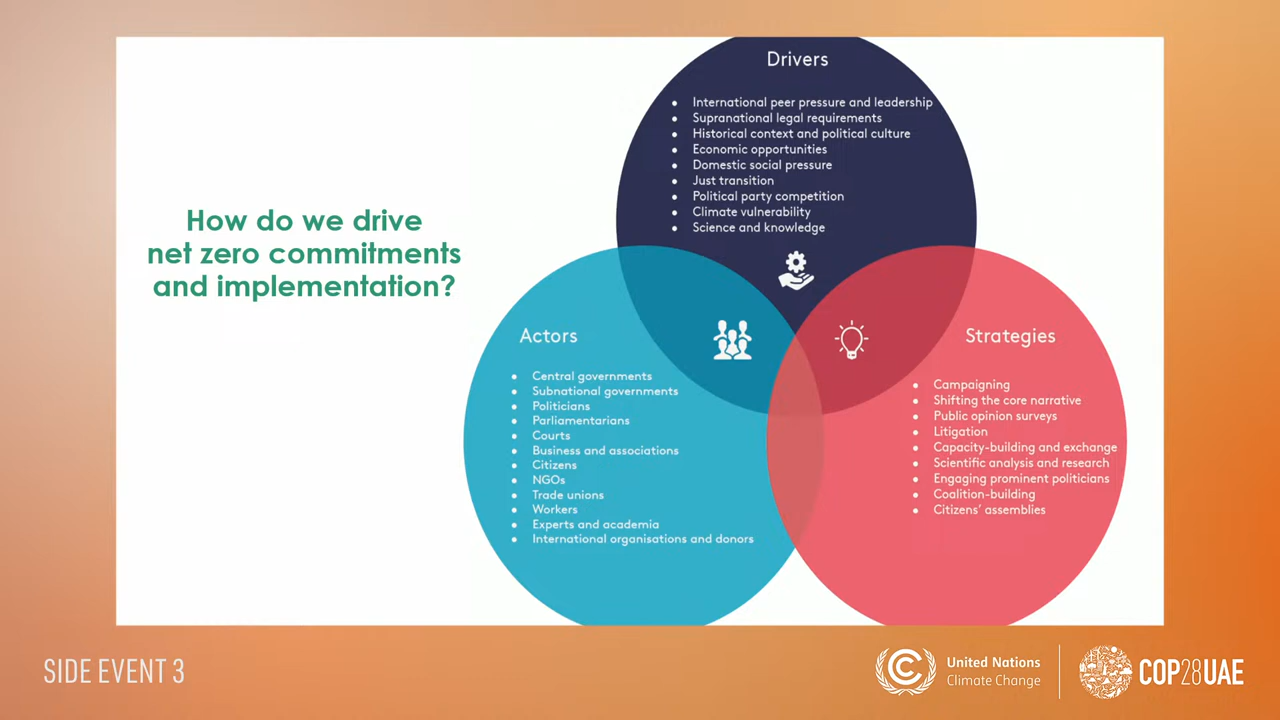 How do we drive
net zero commitments
and implementation?
Drivers
• International peer pressure and leadership
• Supranational legal requirements
• Historical context and political culture
• Economic opportunities
• Domestic social pressure
• Just transition
• Political party competition
• Climate vulnerability
• Science and knowledge
Actors
• Central governments
• Subnational governments
• Politicians
• Parliamentarians
• Courts
• Business and associations
• Citizens
• NGOs
• Trade unions
• Workers
• Experts and academia
• International organisations and donors
Strategies
• Campaigning
• Shifting the core narrative
• Public opinion surveys
• Litigation
• Capacity-building and exchange
• Scientific analysis and research
• Engaging prominent politicians
• Coalition-building
• Citizens’ assemblies
SIDE EVENT 3
United Nations
Climate Change
COP28UAE